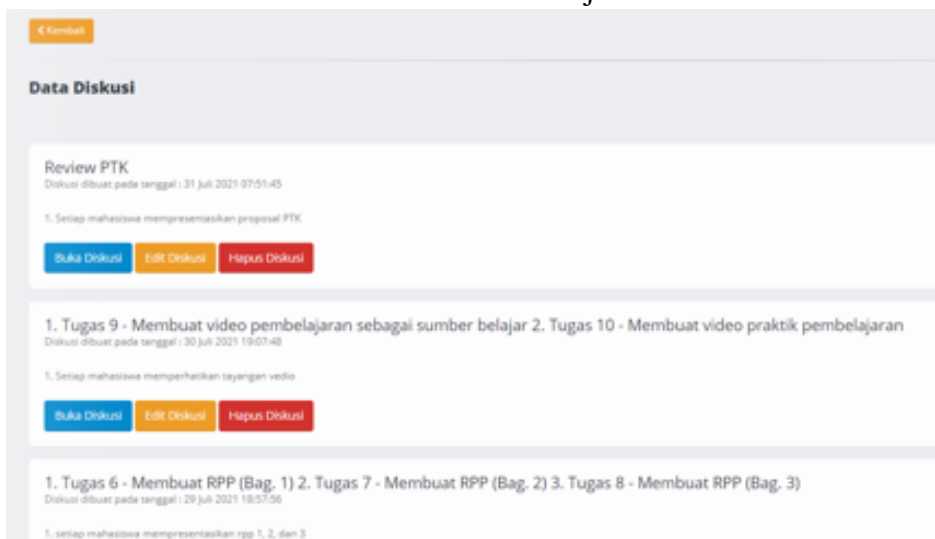 Kembali
Data Diskusi
Review PTK
Diskusi dibuat pada tanggal : 31 Juli 2021 07:51:45
1. Setiap mahasiswa mempresentasikan proposal PTK
Buka Diskusi Edit Diskusi Hapus Diskusi
1. Tugas 9 - Membuat video pembelajaran sebagai sumber belajar 2. Tugas 10 - Membuat video praktik pembelajaran
Diskusi dibuat pada tanggal : 30 Juli 2021 19:07:48
1. Setiap mahasiswa memperhatikan tayangan vedio
Buka Diskusi Edit Diskusi Hapus Diskusi
1. Tugas 6 - Membuat RPP (Bag. 1) 2. Tugas 7 - Membuat RPP (Bag. 2) 3. Tugas 8 - Membuat RPP (Bag. 3)
Diskusi dibuat pada tanggal : 29 Juli 2021 18:57:56
1. setiap mahasiswa mempresentasikan rpp 1, 2, dan 3